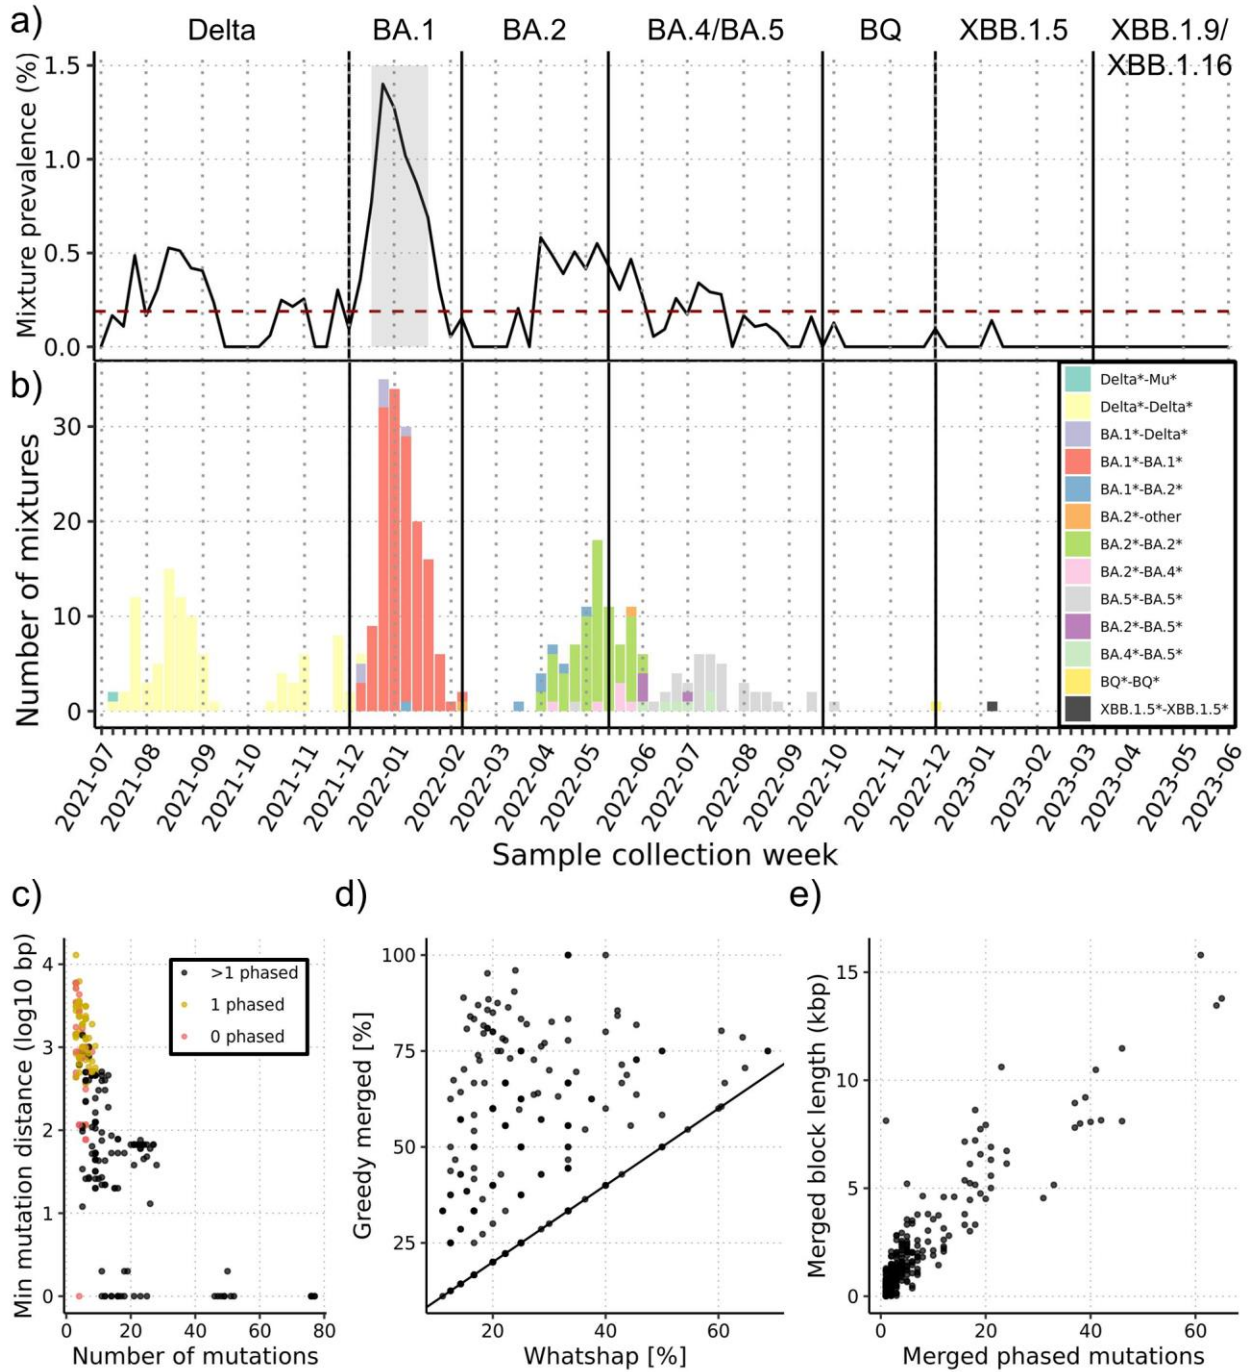 a)
Delta BA.1 BA.2 BA.4/BA.5 BQ XBB.1.5 XBB.1.9/
XBB.1.16
Mixture prevalence (%)
1.5
1.0
0.5
0.0
b)
Number of mixtures
30
20
10
0
Delta*-Mu*
Delta*-Delta*
BA.1*-Delta*
BA.1*-BA.1*
BA.1*-BA.2*
BA.2*-other
BA.2*-BA.2*
BA.2*-BA.4*
BA.5*-BA.5*
BA.2*-BA.5*
BA.4*-BA.5*
BQ*-BQ*
XBB.1.5*-XBB.1.5*
2021-07 2021-08 2021-09 2021-10 2021-11 2021-12 2022-01 2022-02 2022-03 2022-04 2022-05 2022-06 2022-07 2022-08 2022-09 2022-10 2022-11 2022-12 2023-01 2023-02 2023-03 2023-04 2023-05 2023-06
Sample collection week
c)
Min mutation distance (log10 bp)
4
3
2
1
0
>1 phased
1 phased
0 phased
0 20 40 60 80
Number of mutations
d)
Greedy merged [%]
100
75
50
25
20 40 60
Whatshap [%]
e)
Merged block length (kbp)
15
10
5
0
0 20 40 60
Merged phased mutations